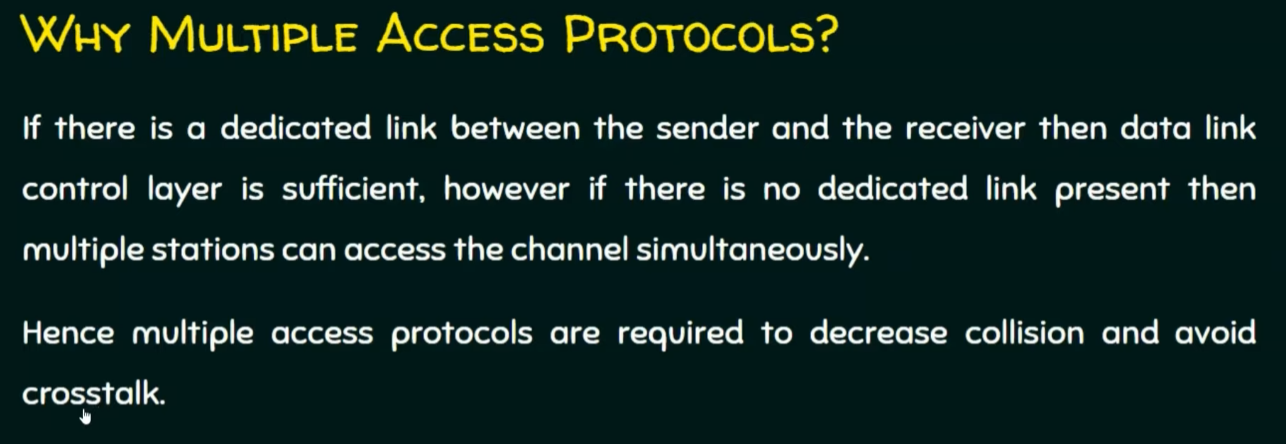 Why Multiple Access Protocols?
If there is a dedicated link between the sender and the receiver then data link
control layer is sufficient, however if there is no dedicated link present then
multiple stations can access the channel simultaneously.
Hence multiple access protocols are required to decrease collision and avoid
crosstalk.